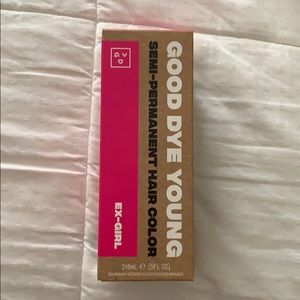 GOOD DYE YOUNG
SEMI-PERMANENT HAIR COLOR
EX-GIRL
148mL ℮ (5FL OZ)